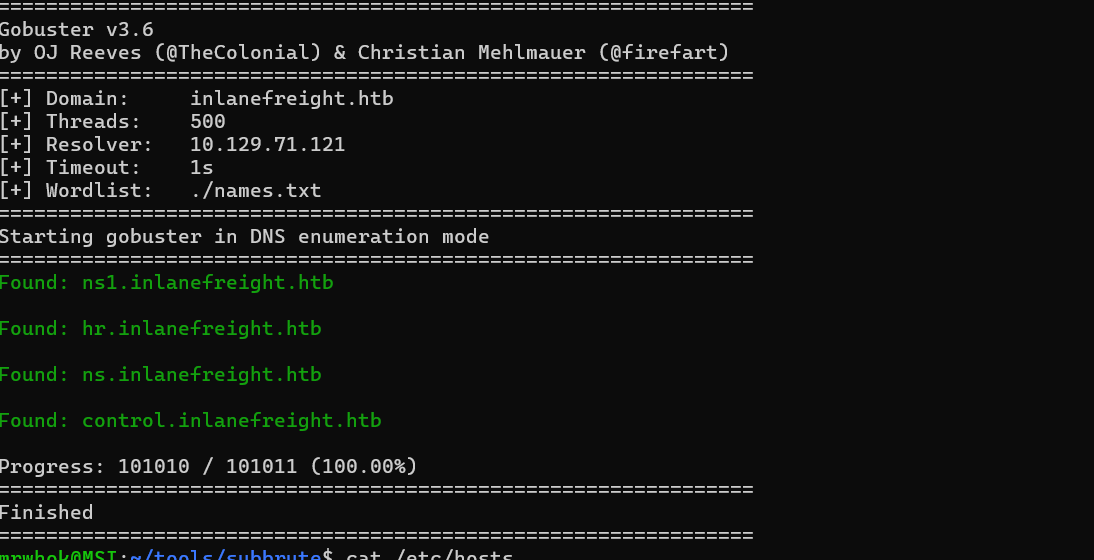 ===============================================================
Gobuster v3.6
by OJ Reeves (@TheColonial) & Christian Mehlmauer (@firefart)
===============================================================
[+] Domain:     inlanefreight.htb
[+] Threads:    500
[+] Resolver:   10.129.71.121
[+] Timeout:    1s
[+] Wordlist:   ./names.txt
===============================================================
Starting gobuster in DNS enumeration mode
===============================================================
Found: ns1.inlanefreight.htb
Found: hr.inlanefreight.htb
Found: ns.inlanefreight.htb
Found: control.inlanefreight.htb
Progress: 101010 / 101011 (100.00%)
===============================================================
Finished
===============================================================
mrwhok@MSI:~/tools/subbrute$ cat /etc/hosts